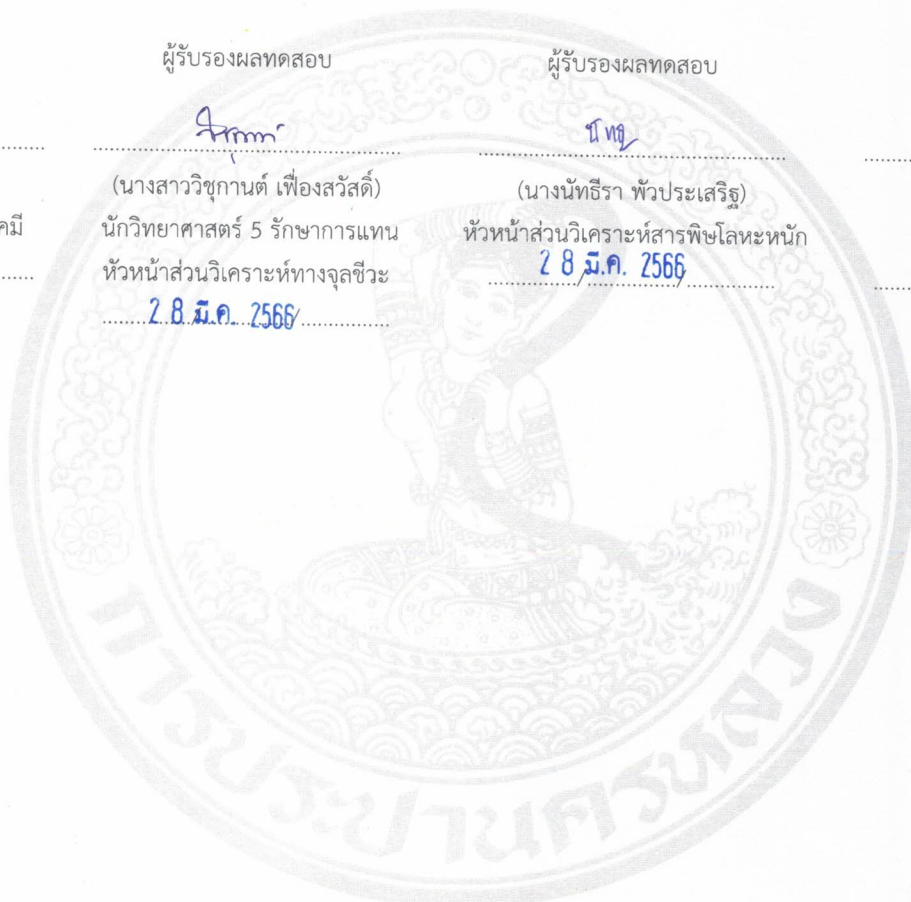 ผู้รับรองผลทดสอบ
(นางสาววิชุกานต์ เฟื่องสวัสดิ์)
นักวิทยาศาสตร์ 5 รักษาการแทน
หัวหน้าส่วนวิเคราะห์ทางจุลชีวะ
28 มี.ค. 2566
ผู้รับรองผลทดสอบ
(นางนัทธีรา พัวประเสริฐ)
หัวหน้าส่วนวิเคราะห์สารพิษโลหะหนัก
28 มี.ค. 2566
คมี
การประปานครหลวง